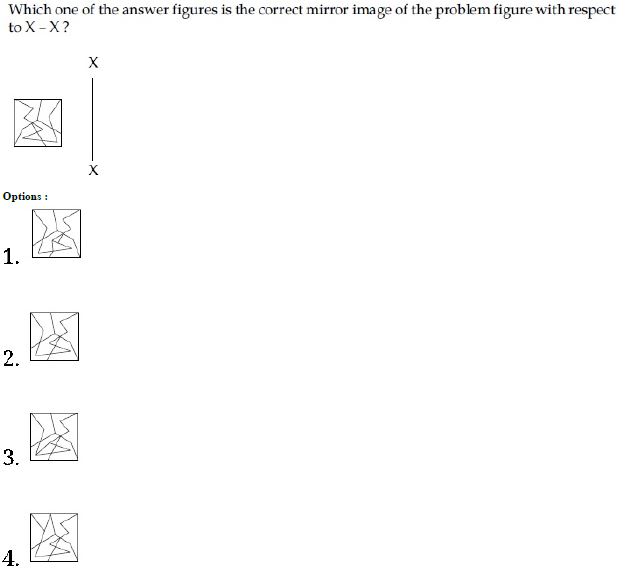 Which one of the answer figures is the correct mirror image of the problem figure with respect
to X – X ?
X
X
Options :
1.
2.
3.
4.